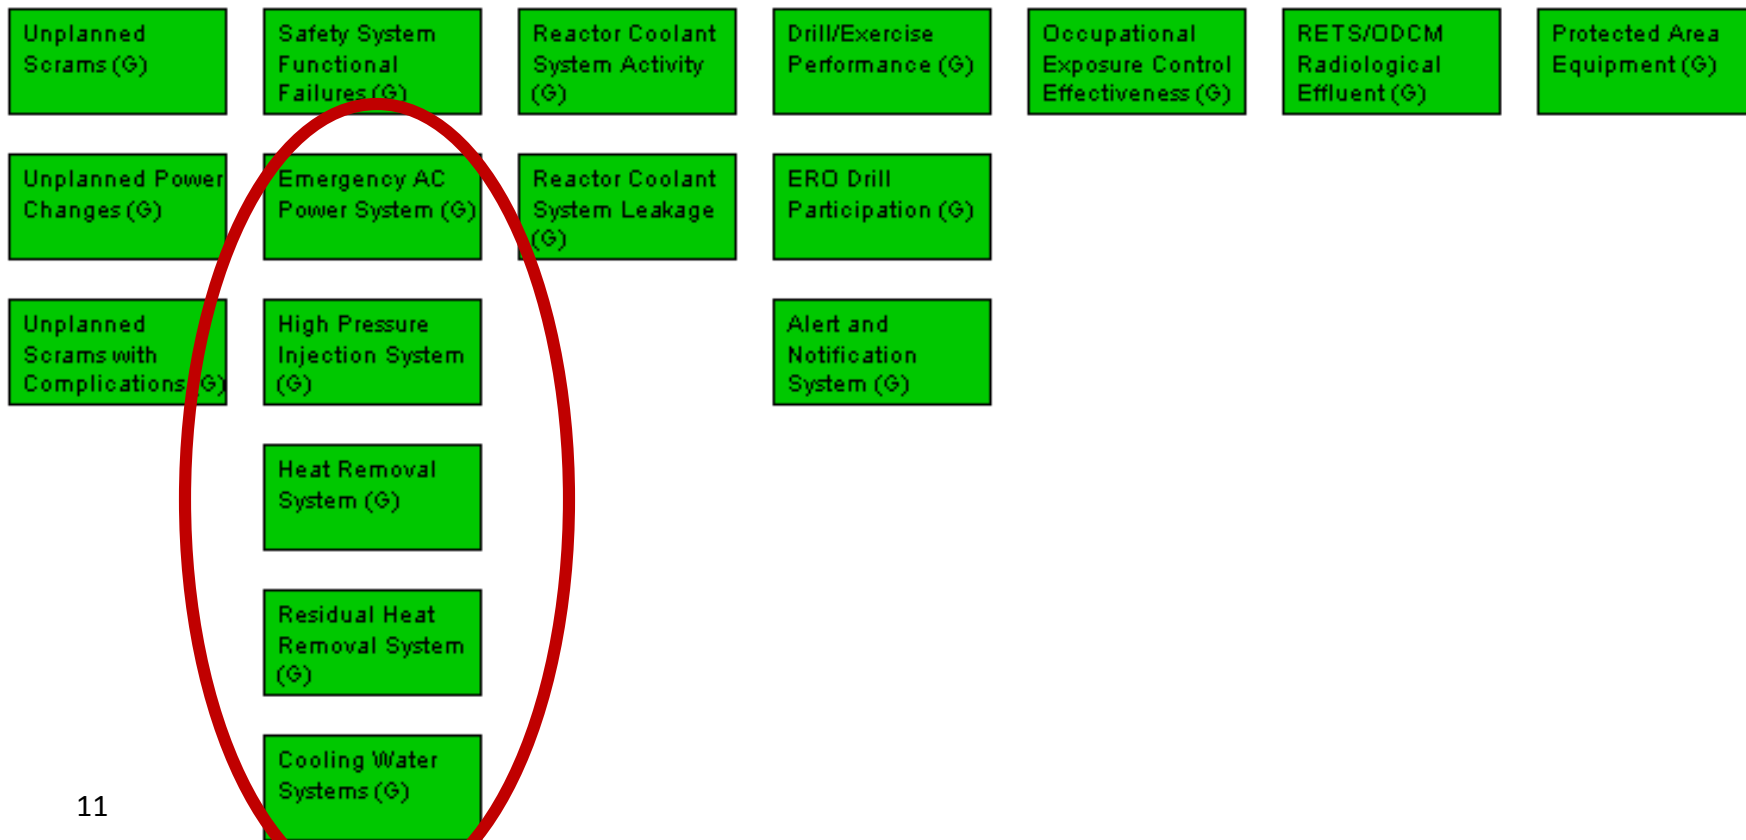 Unplanned
Scrams (G)
Safety System
Functional
Failures (G)
Reactor Coolant
System Activity
(G)
Drill/Exercise
Performance (G)
Occupational
Exposure Control
Effectiveness (G)
RETS/ODCM
Radiological
Effluent (G)
Protected Area
Equipment (G)
Unplanned Power
Changes (G)
Emergency AC
Power System (G)
Reactor Coolant
System Leakage
(G)
ERO Drill
Participation (G)
Unplanned
Scrams with
Complications (G)
High Pressure
Injection System
(G)
Alert and
Notification
System (G)
Heat Removal
System (G)
Residual Heat
Removal System
(G)
Cooling Water
Systems (G)
11